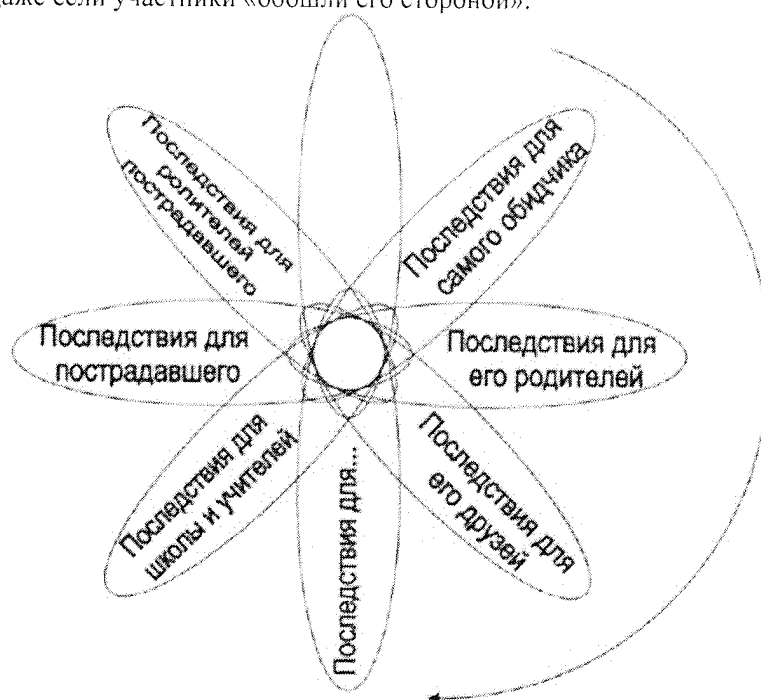 даже если участники «обошли его стороной».
Последствия для
самого обидчика
Последствия для
его родителей
Последствия для
его друзей
Последствия для...
Последствия для
школы и учителей
Последствия для
пострадавшего
Последствия для
родителей
пострадавшего